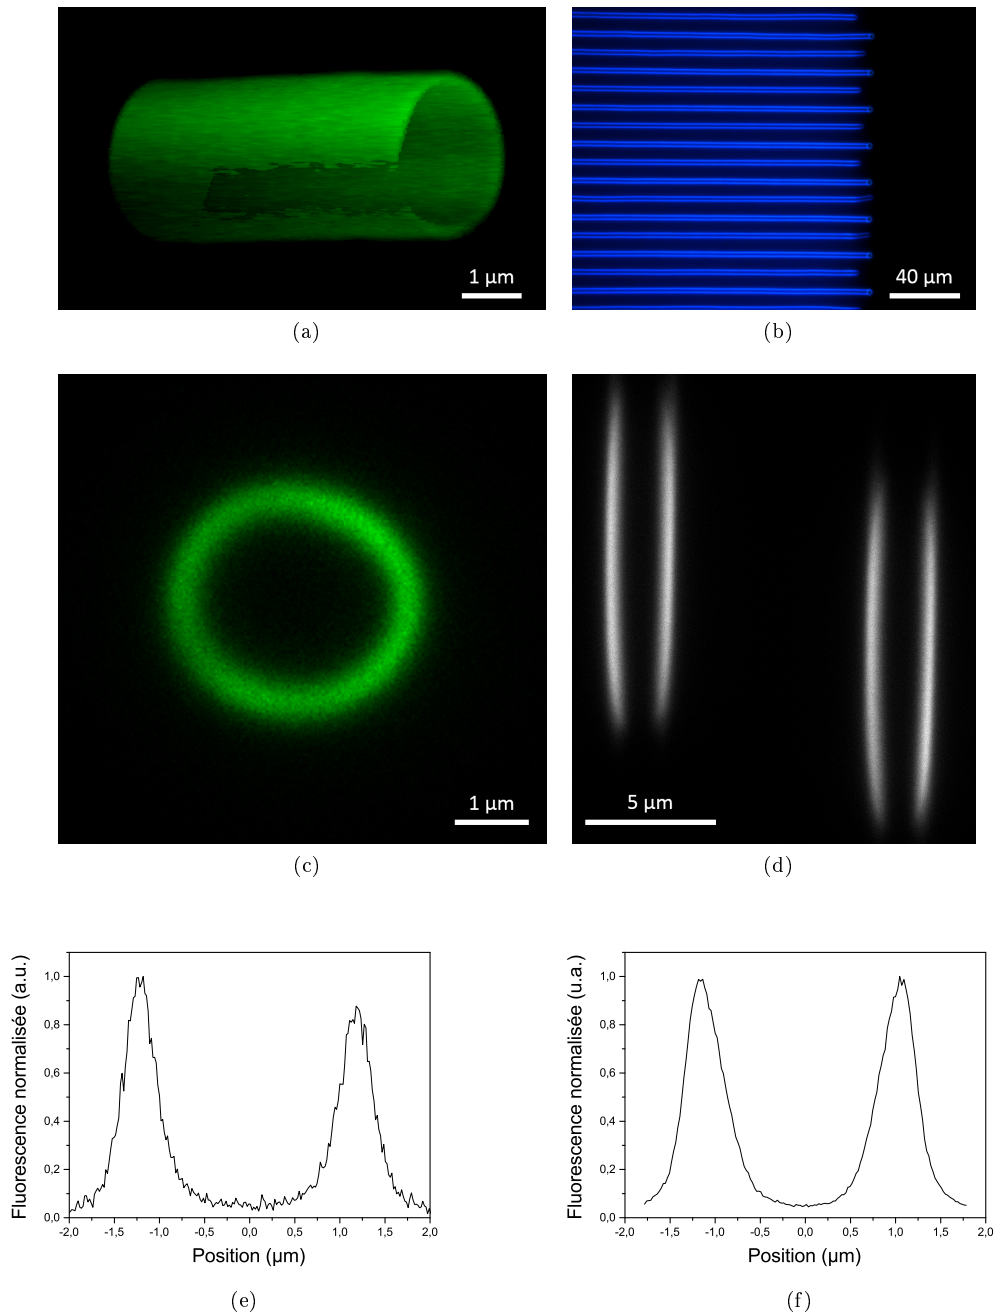 1 µm
40 µm
(a)
(b)
1 µm
5 µm
(c)
(d)
Fluorescence normalisée (a.u.)
1,0
0,8
0,6
0,4
0,2
0,0
-2,0 -1,5 -1,0 -0,5 0,0 0,5 1,0 1,5 2,0
Position (µm)
(e)
Fluorescence normalisée (u.a.)
1,0
0,8
0,6
0,4
0,2
0,0
-2,0 -1,5 -1,0 -0,5 0,0 0,5 1,0 1,5 2,0
Position (µm)
(f)